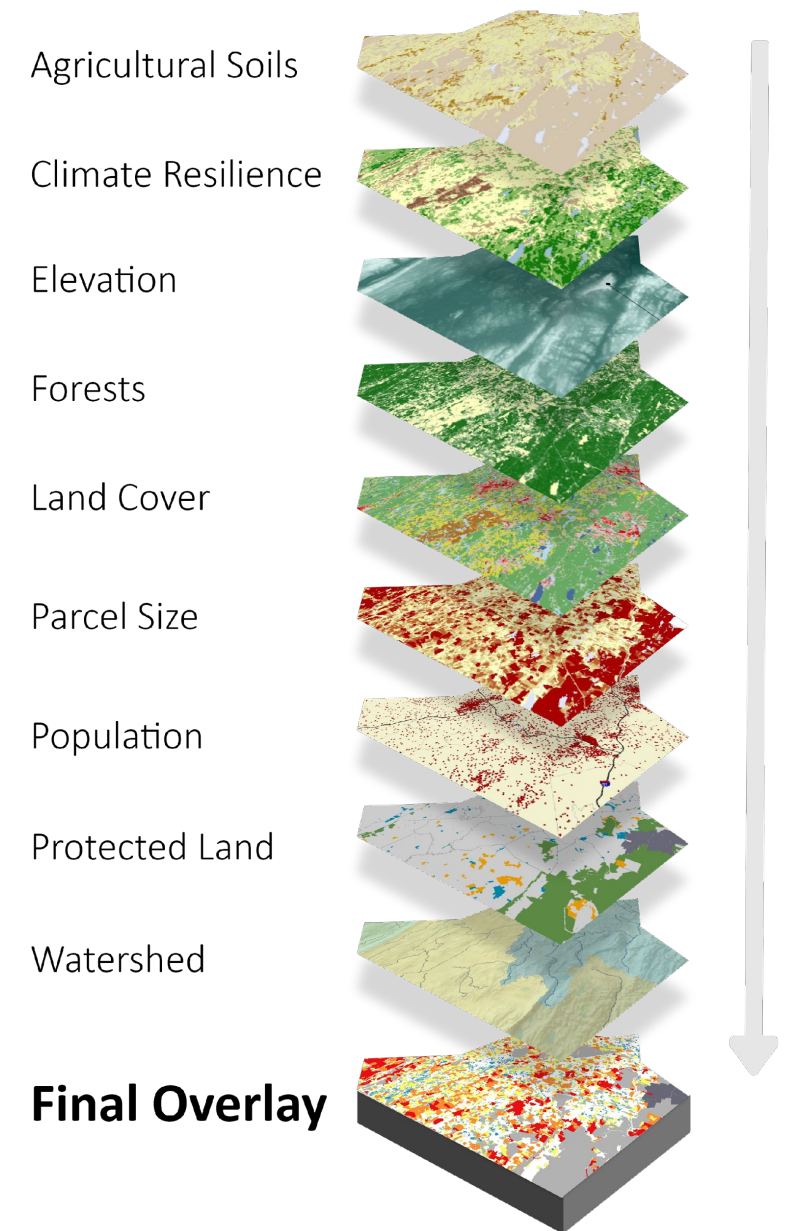 Agricultural Soils
Climate Resilience
Elevation
Forests
Land Cover
Parcel Size
Population
Protected Land
Watershed
Final Overlay